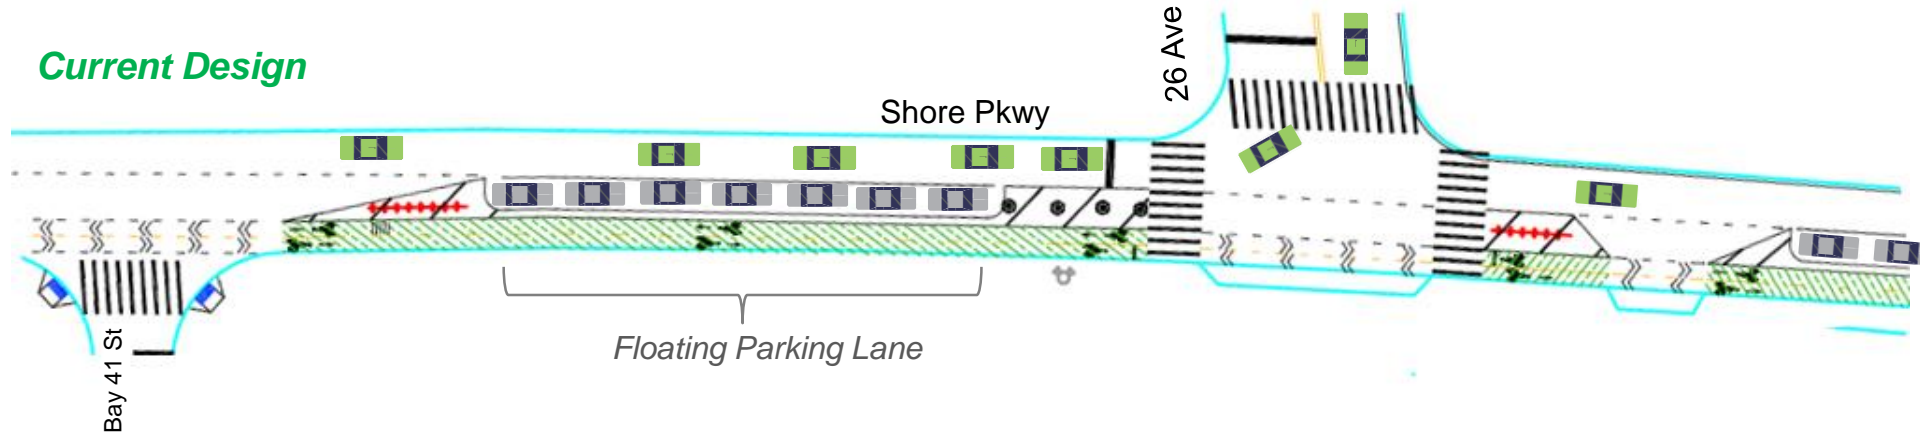 Current Design
Shore Pkwy
26 Ave
Floating Parking Lane
Bay 41 St